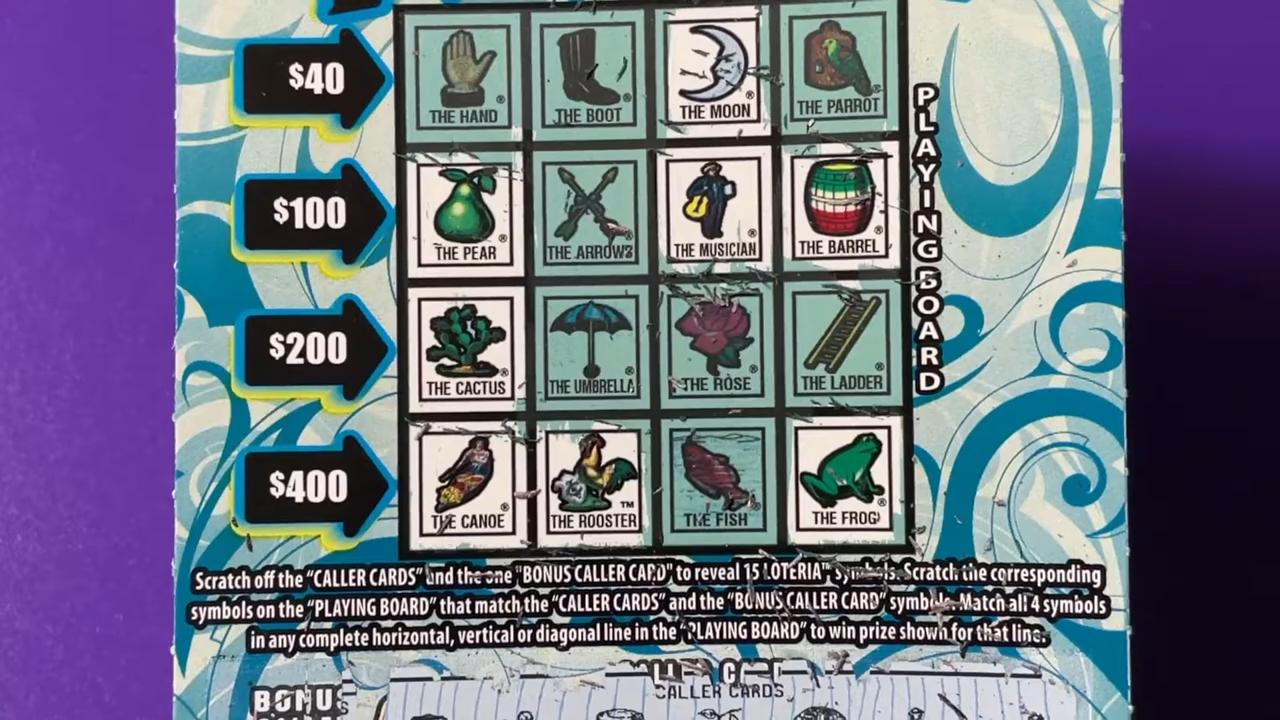 $40
THE HAND THE BOOT THE MOON THE PARROT
$100
THE PEAR THE ARROWS THE MUSICIAN THE BARREL
$200
THE CACTUS THE UMBRELLA THE ROSE THE LADDER
$400
THE CANOE THE ROOSTER™ THE FISH THE FROG
PLAYING BOARD
Scratch off the "CALLER CARDS" and the one "BONUS CALLER CARD" to reveal 15 LOTERIA™ symbols. Scratch the corresponding
symbols on the "PLAYING BOARD" that match the "CALLER CARDS" and the "BONUS CALLER CARD" symbols. Match all 4 symbols
in any complete horizontal, vertical or diagonal line in the "PLAYING BOARD" to win prize shown for that line.
CALLER CARDS
BONUS